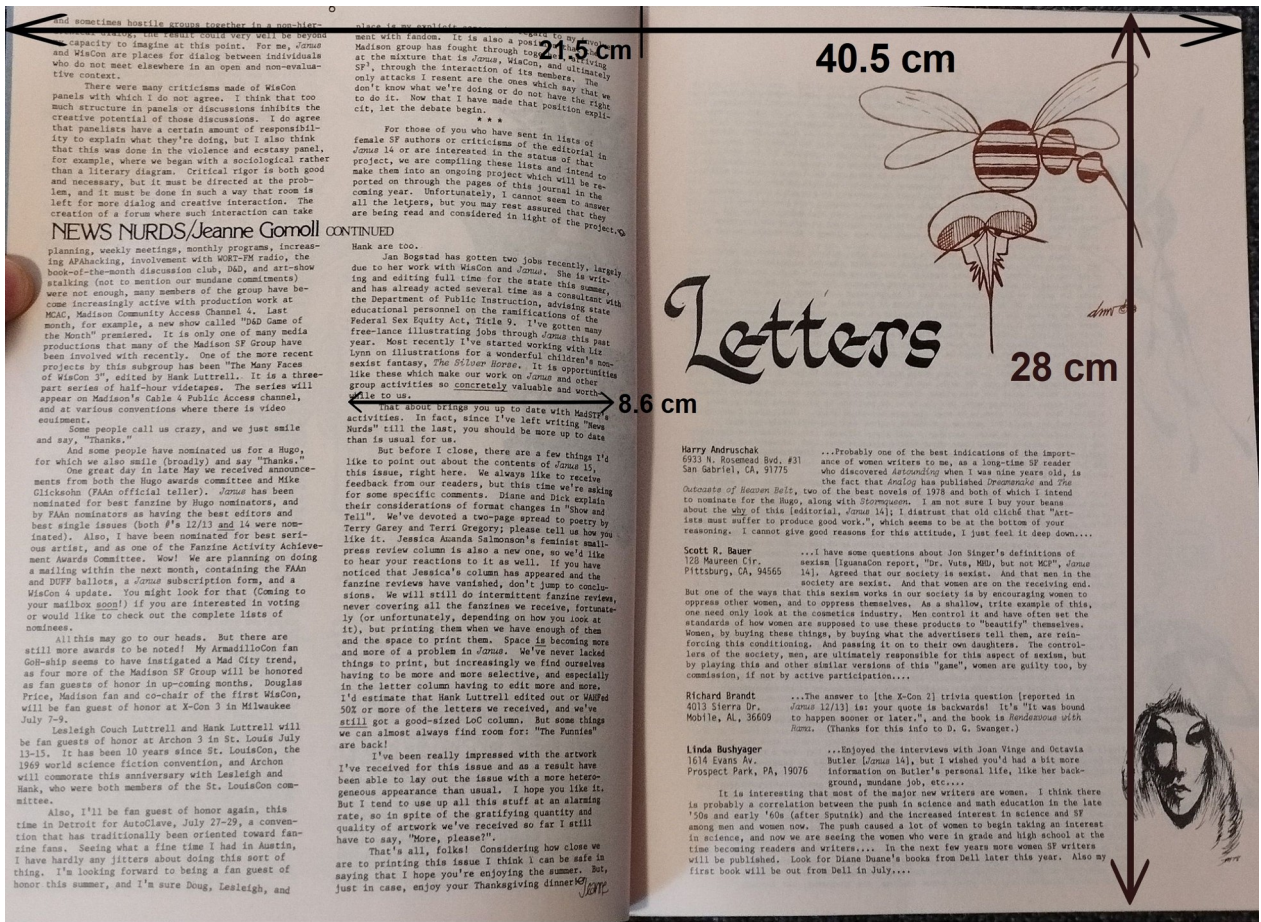 and sometimes hostile groups together in a non-hier-
dialog, the result could very well be beyond
capacity to imagine at this point. For me, Janus
and WisCon are places for dialog between individuals
who do not meet elsewhere in an open and non-evalua-
tive context.
There were many criticisms made of WisCon
panels with which I do not agree. I think that too
much structure in panels or discussions inhibits the
creative potential of those discussions. I do agree
that panelists have a certain amount of responsibil-
ity to explain what they're doing, but I also think
that this was done in the violence and ecstasy panel,
for example, where we began with a sociological rather
than a literary diagram. Critical rigor is both good
and necessary, but it must be directed at the prob-
lem, and it must be done in such a way that room is
left for more dialog and creative interaction. The
creation of a forum where such interaction can take
place is my explicit
ment with fandom. It is also a
Madison group has fought through
at the mixture that is Janus, WisCon, and ultimately
SF³, through the interaction of its members. The
only attacks I resent are the ones which say that we
don't know what we're doing or do not have the right
to do it. Now that I have made that position expli-
cit, let the debate begin.
* * *
For those of you who have sent in lists of
female SF authors or criticisms of the editorial in
Janus 14 or are interested in the status of that
project, we are compiling these lists and intend to
make them into an ongoing project which will be re-
ported on through the pages of this journal in the
coming year. Unfortunately, I cannot seem to answer
all the letters, but you may rest assured that they
are being read and considered in light of the project.
NEWS NURDS/Jeanne Gomoll CONTINUED
planning, weekly meetings, monthly programs, increas-
ing APAhacking, involvement with WORT-FM radio, the
book-of-the-month discussion club, D&D, and art-show
stalking (not to mention our mundane commitments)
were not enough, many members of the group have be-
come increasingly active with production work at
MCAC, Madison Community Access Channel 4. Last
month, for example, a new show called "D&D Game of
the Month" premiered. It is only one of many media
productions that many of the Madison SF Group have
been involved with recently. One of the more recent
projects by this subgroup has been "The Many Faces
of WisCon 3", edited by Hank Luttrell. It is a three-
part series of half-hour videtapes. The series will
appear on Madison's Cable 4 Public Access channel,
and at various conventions where there is video
equipment.
Some people call us crazy, and we just smile
and say, "Thanks."
And some people have nominated us for a Hugo,
for which we also smile (broadly) and say "Thanks."
One great day in late May we received announce-
ments from both the Hugo awards committee and Mike
Glicksohn (FAAn official teller). Janus has been
nominated for best fanzine by Hugo nominators, and
by FAAn nominators as having the best editors and
best single issues (both #'s 12/13 and 14 were nom-
inated). Also, I have been nominated for best seri-
ous artist, and as one of the Fanzine Activity Achieve-
ment Awards Committee. Wow! We are planning on doing
a mailing within the next month, containing the FAAn
and DUFF ballots, a Janus subscription form, and a
WisCon 4 update. You might look for that (Coming to
your mailbox soon!) if you are interested in voting
or would like to check out the complete lists of
nominees.
All this may go to our heads. But there are
still more awards to be noted! My ArmadilloCon fan
GoH-ship seems to have instigated a Mad City trend,
as four more of the Madison SF Group will be honored
as fan guests of honor in up-coming months. Douglas
Price, Madison fan and co-chair of the first WisCon,
will be fan guest of honor at X-Con 3 in Milwaukee
July 7-9.
Lesleigh Couch Luttrell and Hank Luttrell will
be fan guests of honor at Archon 3 in St. Louis July
13-15. It has been 10 years since St. LouisCon, the
1969 world science fiction convention, and Archon
will commorate this anniversary with Lesleigh and
Hank, who were both members of the St. LouisCon com-
mittee.
Also, I'll be fan guest of honor again, this
time in Detroit for AutoClave, July 27-29, a conven-
tion that has traditionally been oriented toward fan-
zine fans. Seeing what a fine time I had in Austin,
I have hardly any jitters about doing this sort of
thing. I'm looking forward to being a fan guest of
honor this summer, and I'm sure Doug, Lesleigh, and
Hank are too.
Jan Bogstad has gotten two jobs recently, largely
due to her work with WisCon and Janus. She is writ-
ing and editing full time for the state this summer,
and has already acted several time as a consultant with
the Department of Public Instruction, advising state
educational personnel on the ramifications of the
Federal Sex Equity Act, Title 9. I've gotten many
free-lance illustrating jobs through Janus this past
year. Most recently I've started working with Liz
Lynn on illustrations for a wonderful children's non-
sexist fantasy, The Silver Horse. It is opportunities
like these which make our work on Janus and other
group activities so concretely valuable and worth-
while to us.
That about brings you up to date with MadSTF's
activities. In fact, since I've left writing "News
Nurds" till the last, you should be more up to date
than is usual for us.
But before I close, there are a few things I'd
like to point out about the contents of Janus 15,
this issue, right here. We always like to receive
feedback from our readers, but this time we're asking
for some specific comments. Diane and Dick explain
their considerations of format changes in "Show and
Tell". We've devoted a two-page spread to poetry by
Terry Garey and Terri Gregory; please tell us how you
like it. Jessica Amanda Salmonson's feminist small-
press review column is also a new one, so we'd like
to hear your reactions to it as well. If you have
noticed that Jessica's column has appeared and the
fanzine reviews have vanished, don't jump to conclu-
sions. We will still do intermittent fanzine reviews,
never covering all the fanzines we receive, fortunate-
ly (or unfortunately, depending on how you look at
it), but printing them when we have enough of them
and the space to print them. Space is becoming more
and more of a problem in Janus. We've never lacked
things to print, but increasingly we find ourselves
having to be more and more selective, and especially
in the letter column having to edit more and more.
I'd estimate that Hank Luttrell edited out or WAHFed
50% or more of the letters we received, and we've
still got a good-sized LoC column. But some things
we can almost always find room for: "The Funnies"
are back!
I've been really impressed with the artwork
I've received for this issue and as a result have
been able to lay out the issue with a more hetero-
geneous appearance than usual. I hope you like it.
But I tend to use up all this stuff at an alarming
rate, so in spite of the gratifying quantity and
quality of artwork we've received so far I still
have to say, "More, please?".
That's all, folks! Considering how close we
are to printing this issue I think I can be safe in
saying that I hope you're enjoying the summer. But,
just in case, enjoy your Thanksgiving dinner!
Jeanne
21.5 cm
40.5 cm
28 cm
8.6 cm
Letters
Harry Andruschak
6933 N. Rosemead Bvd. #31
San Gabriel, CA, 91775
...Probably one of the best indications of the import-
ance of women writers to me, as a long-time SF reader
who discovered Astounding when I was nine years old, is
the fact that Analog has published Dreamsnake and The
Outcasts of Heaven Belt, two of the best novels of 1978 and both of which I intend
to nominate for the Hugo, along with Stormqueen. I am not sure I buy your beans
about the why of this [editorial, Janus 14]; I distrust that old cliché that "Art-
ists must suffer to produce good work.", which seems to be at the bottom of your
reasoning. I cannot give good reasons for this attitude, I just feel it deep down....
Scott R. Bauer
128 Maureen Cir.
Pittsburg, CA, 94565
...I have some questions about Jon Singer's definitions of
sexism [IguanaCon report, "Dr. Vuts, MHD, but not MCP", Janus
14]. Agreed that our society is sexist. And that men in the
society are sexist. And that women are on the receiving end.
But one of the ways that this sexism works in our society is by encouraging women to
oppress other women, and to oppress themselves. As a shallow, trite example of this,
one need only look at the cosmetics industry. Men control it and have often set the
standards of how women are supposed to use these products to "beautify" themselves.
Women, by buying these things, by buying what the advertisers tell them, are rein-
forcing this conditioning. And passing it on to their own daughters. The control-
lers of the society, men, are ultimately responsible for this aspect of sexism, but
by playing this and other similar versions of this "game", women are guilty too, by
commission, if not by active participation....
Richard Brandt
4013 Sierra Dr.
Mobile, AL, 36609
...The answer to [the X-Con 2] trivia question [reported in
Janus 12/13] is: your quote is backwards! It's "It was bound
to happen sooner or later.", and the book is Rendezvous with
Rama. (Thanks for this info to D. G. Swanger.)
Linda Bushyager
1614 Evans Av.
Prospect Park, PA, 19076
...Enjoyed the interviews with Joan Vinge and Octavia
Butler [Janus 14], but I wished you'd had a bit more
information on Butler's personal life, like her back-
ground, mundane job, etc....
It is interesting that most of the major new writers are women. I think there
is probably a correlation between the push in science and math education in the late
'50s and early '60s (after Sputnik) and the increased interest in science and SF
among men and women now. The push caused a lot of women to begin taking an interest
in science, and now we are seeing the women who were in grade and high school at the
time becoming readers and writers.... In the next few years more women SF writers
will be published. Look for Diane Duane's books from Dell later this year. Also my
first book will be out from Dell in July....